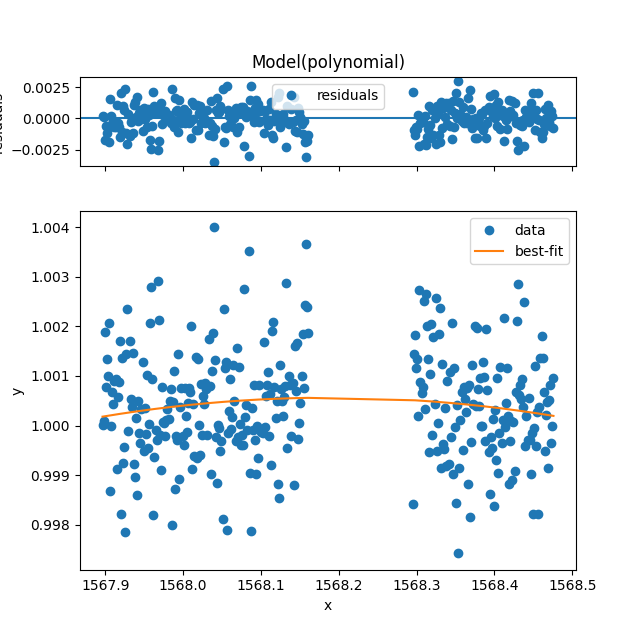 Model(polynomial)
0.0025
0.0000
−0.0025
residuals
residuals
1.004
1.003
1.002
1.001
1.000
0.999
0.998
y
data
best-fit
1567.9 1568.0 1568.1 1568.2 1568.3 1568.4 1568.5
x